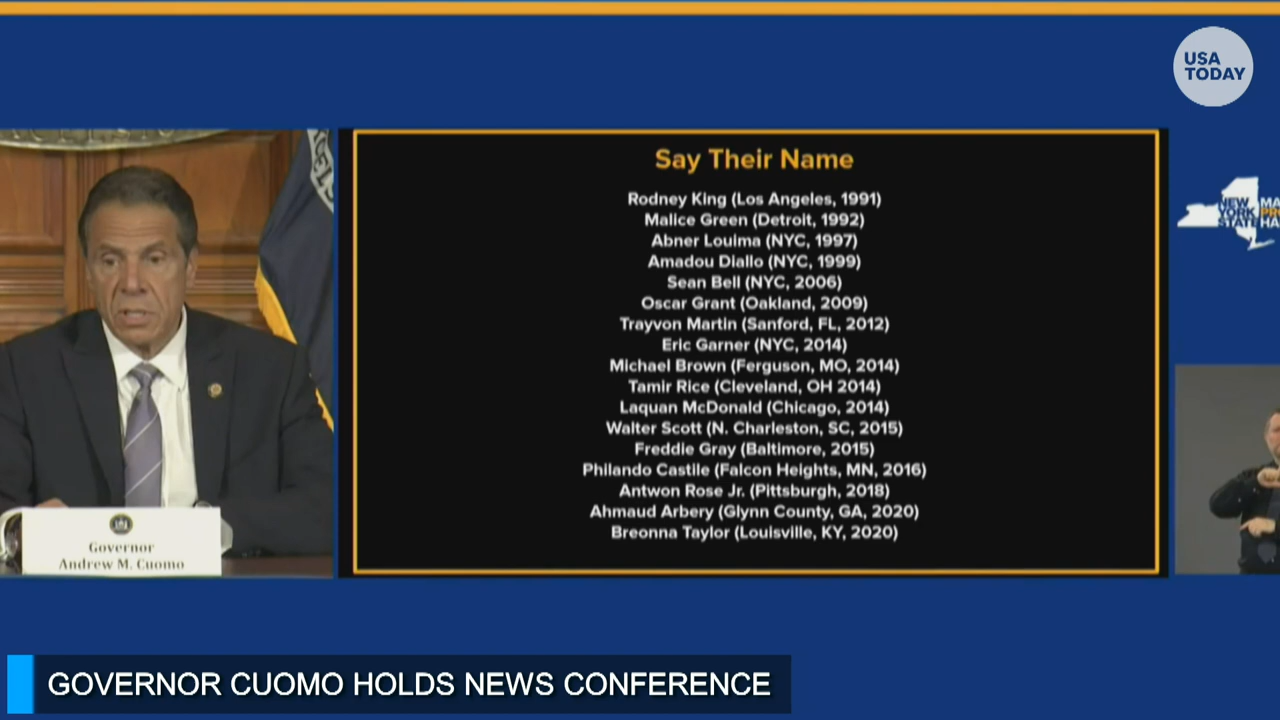 USA
TODAY
Say Their Name
Rodney King (Los Angeles, 1991)
Malice Green (Detroit, 1992)
Abner Louima (NYC, 1997)
Amadou Diallo (NYC, 1999)
Sean Bell (NYC, 2006)
Oscar Grant (Oakland, 2009)
Trayvon Martin (Sanford, FL, 2012)
Eric Garner (NYC, 2014)
Michael Brown (Ferguson, MO, 2014)
Tamir Rice (Cleveland, OH 2014)
Laquan McDonald (Chicago, 2014)
Walter Scott (N. Charleston, SC, 2015)
Freddie Gray (Baltimore, 2015)
Philando Castile (Falcon Heights, MN, 2016)
Antwon Rose Jr. (Pittsburgh, 2018)
Ahmaud Arbery (Glynn County, GA, 2020)
Breonna Taylor (Louisville, KY, 2020)
NEW
YORK
STATE
Governor
Andrew M. Cuomo
GOVERNOR CUOMO HOLDS NEWS CONFERENCE